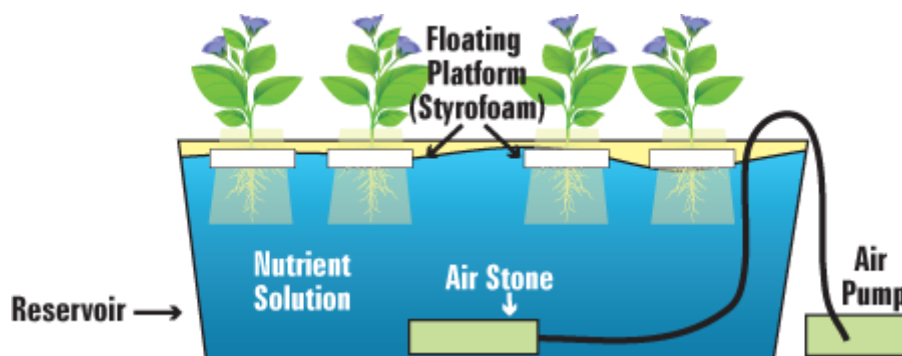 Floating
Platform
(Styrofoam)
Nutrient
Solution
Air Stone
Air
Pump
Reservoir